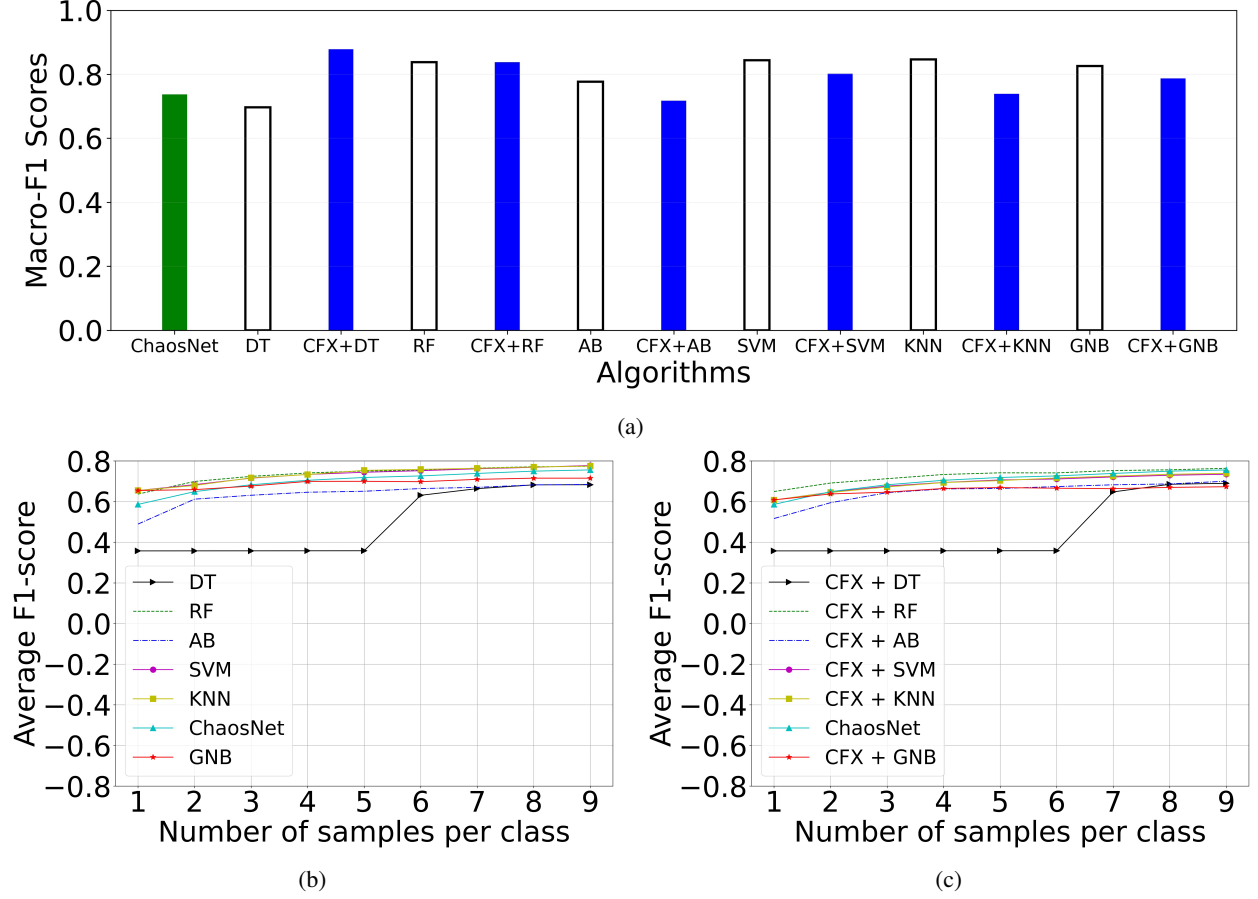 1.0
0.8
0.6
0.4
0.2
0.0
Macro-F1 Scores
ChaosNet DT CFX+DT RF CFX+RF AB CFX+AB SVM CFX+SVM KNN CFX+KNN GNB CFX+GNB
Algorithms
(a)
0.8
0.6
0.4
0.2
0.0
−0.2
−0.4
−0.6
−0.8
Average F1-score
DT
RF
AB
SVM
KNN
ChaosNet
GNB
1 2 3 4 5 6 7 8 9
Number of samples per class
(b)
0.8
0.6
0.4
0.2
0.0
−0.2
−0.4
−0.6
−0.8
Average F1-score
CFX + DT
CFX + RF
CFX + AB
CFX + SVM
CFX + KNN
ChaosNet
CFX + GNB
1 2 3 4 5 6 7 8 9
Number of samples per class
(c)